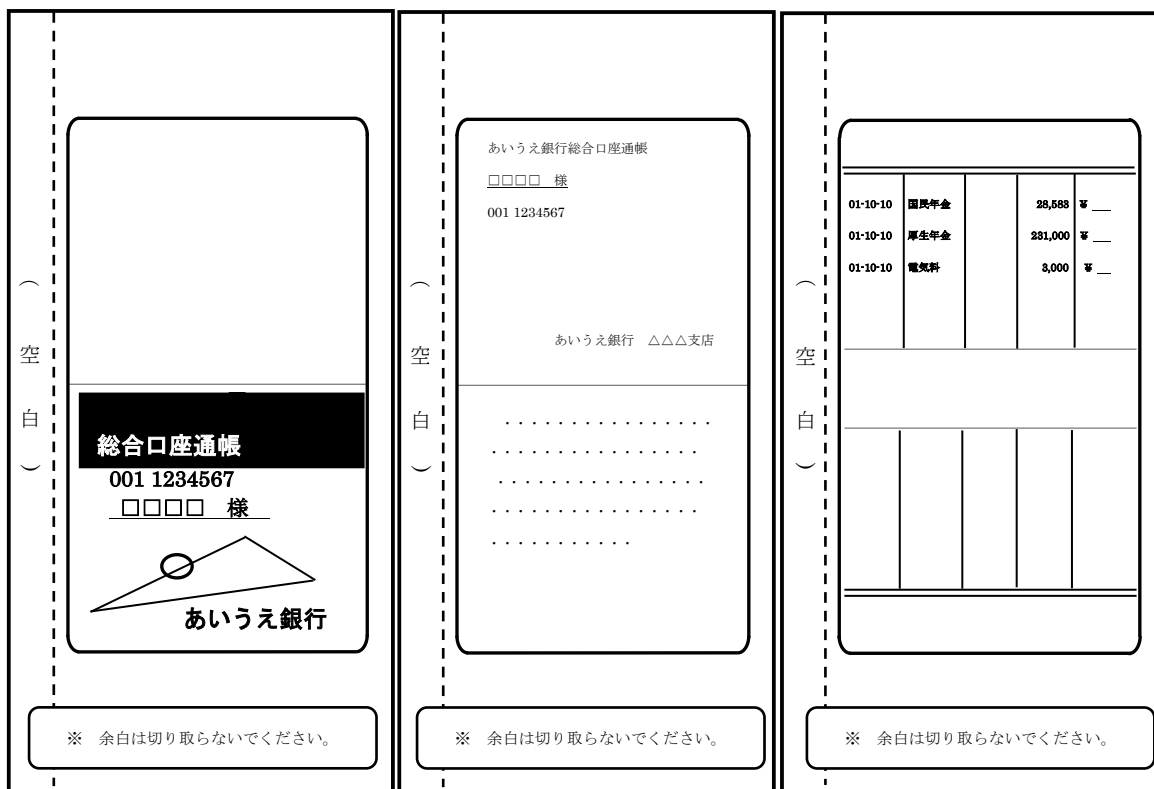 （空白）
総合口座通帳
001 1234567
□□□□　様
あいうえ銀行
※　余白は切り取らないでください。
（空白）
あいうえ銀行総合口座通帳
□□□□　様
001 1234567
あいうえ銀行　△△△支店
・・・・・・・・・・・・・・・
・・・・・・・・・・・・・・・
・・・・・・・・・・・・・・・
・・・・・・・・・・・・・・・
・・・・・・・・・・・
※　余白は切り取らないでください。
（空白）
01-10-10 国民年金 28,583 ¥ __
01-10-10 厚生年金 231,000 ¥ __
01-10-10 電気料 3,000 ¥ __
※　余白は切り取らないでください。